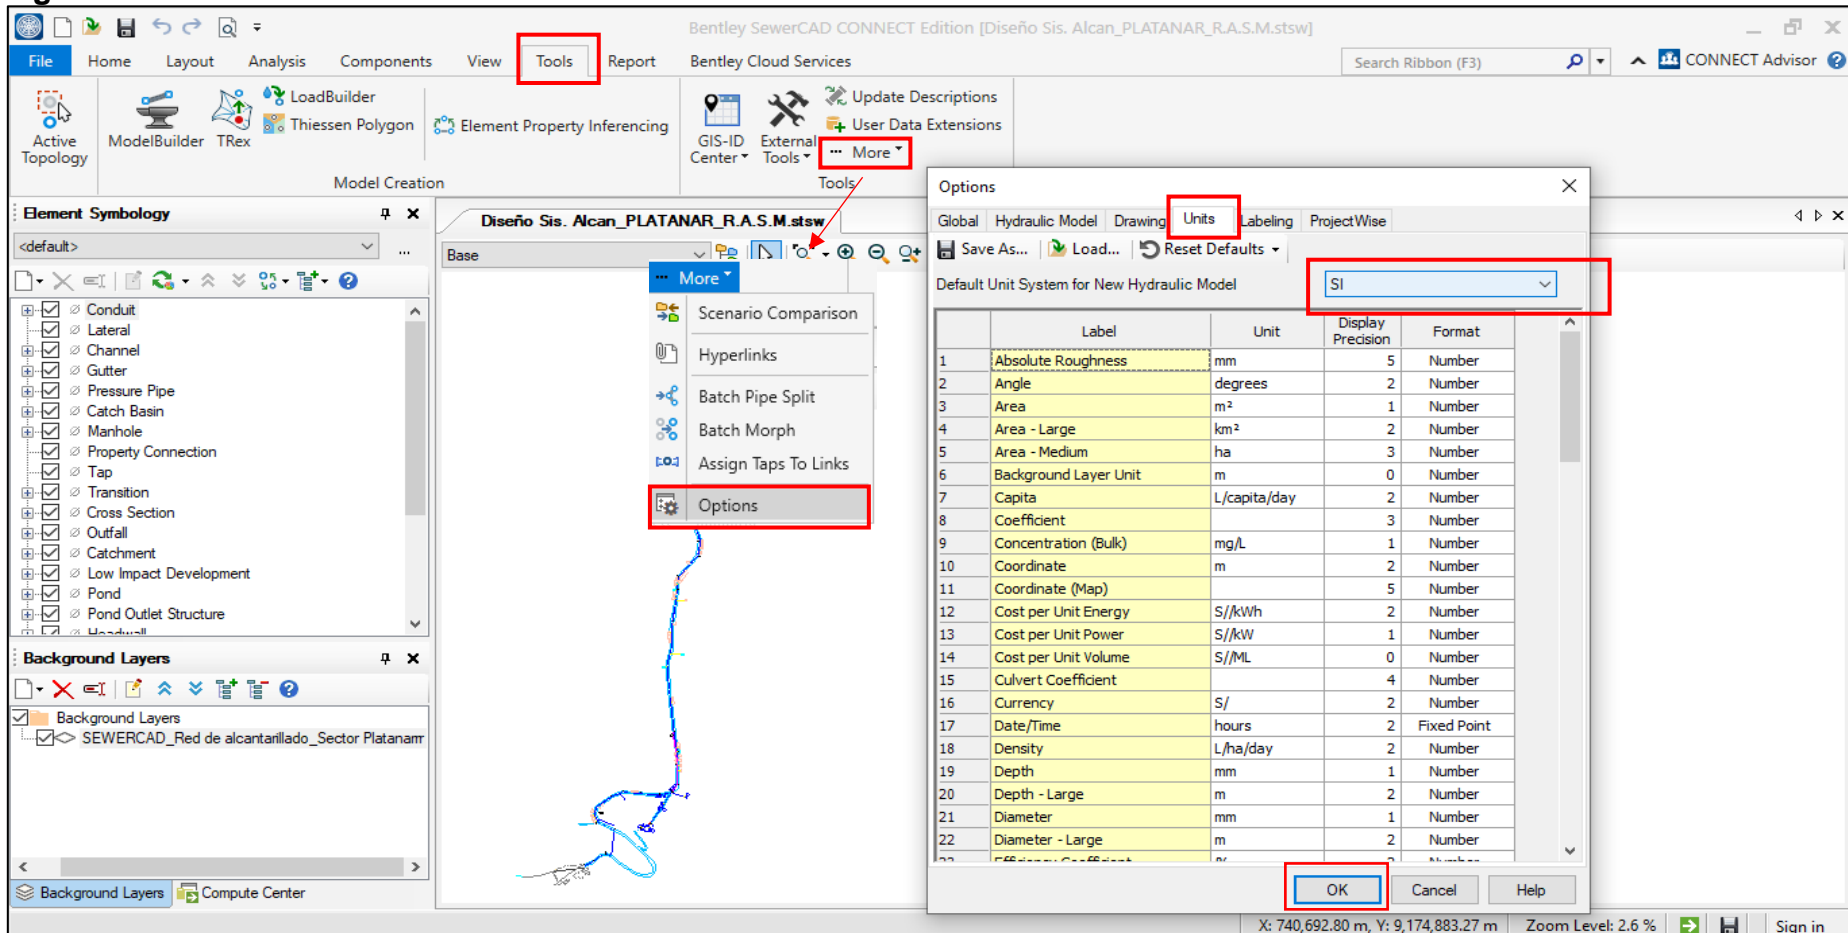 Bentley SewerCAD CONNECT Edition [Diseño Sis. Alcan_PLATANAR_R.A.S.M.stsw]
File Home Layout Analysis Components View Tools Report Bentley Cloud Services
Search Ribbon (F3)
CONNECT Advisor
Active Topology
ModelBuilder
TRex
LoadBuilder
Thiessen Polygon
Element Property Inferencing
Model Creation
GIS-ID Center
External Tools
Update Descriptions
User Data Extensions
More
Tools
Element Symbology
<default>
...
Conduit
Lateral
Channel
Gutter
Pressure Pipe
Catch Basin
Manhole
Property Connection
Tap
Transition
Cross Section
Outfall
Catchment
Low Impact Development
Pond
Pond Outlet Structure
Headwall
Background Layers
Background Layers
SEWERCAD_Red de alcantarillado_Sector Platanarr
Background Layers Compute Center
Diseño Sis. Alcan_PLATANAR_R.A.S.M.stsw
Base
More
Scenario Comparison
Hyperlinks
Batch Pipe Split
Batch Morph
Assign Taps To Links
Options
Options
Global Hydraulic Model Drawing Units Labeling ProjectWise
Save As... Load... Reset Defaults
Default Unit System for New Hydraulic Model SI
Label Unit Display Precision Format
1 Absolute Roughness mm 5 Number
2 Angle degrees 2 Number
3 Area m² 1 Number
4 Area - Large km² 2 Number
5 Area - Medium ha 3 Number
6 Background Layer Unit m 0 Number
7 Capita L/capita/day 2 Number
8 Coefficient 3 Number
9 Concentration (Bulk) mg/L 1 Number
10 Coordinate m 2 Number
11 Coordinate (Map) 5 Number
12 Cost per Unit Energy S//kWh 2 Number
13 Cost per Unit Power S//kW 1 Number
14 Cost per Unit Volume S//ML 0 Number
15 Culvert Coefficient 4 Number
16 Currency S/ 2 Number
17 Date/Time hours 2 Fixed Point
18 Density L/ha/day 2 Number
19 Depth mm 1 Number
20 Depth - Large m 2 Number
21 Diameter mm 1 Number
22 Diameter - Large m 2 Number
OK Cancel Help
X: 740,692.80 m, Y: 9,174,883.27 m Zoom Level: 2.6 % Sign in